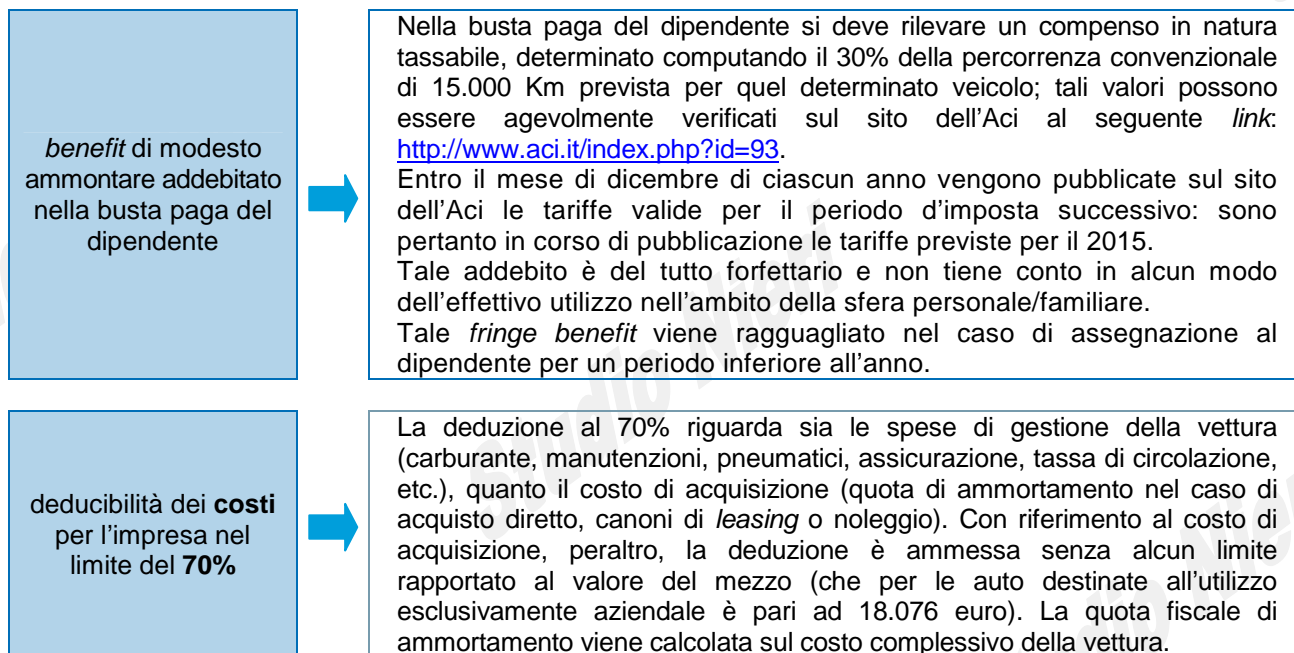 benefit di modesto
ammontare addebitato
nella busta paga del
dipendente
Nella busta paga del dipendente si deve rilevare un compenso in natura
tassabile, determinato computando il 30% della percorrenza convenzionale
di 15.000 Km prevista per quel determinato veicolo; tali valori possono
essere agevolmente verificati sul sito dell'Aci al seguente link:
http://www.aci.it/index.php?id=93.
Entro il mese di dicembre di ciascun anno vengono pubblicate sul sito
dell'Aci le tariffe valide per il periodo d'imposta successivo: sono
pertanto in corso di pubblicazione le tariffe previste per il 2015.
Tale addebito è del tutto forfettario e non tiene conto in alcun modo
dell'effettivo utilizzo nell'ambito della sfera personale/familiare.
Tale fringe benefit viene ragguagliato nel caso di assegnazione al
dipendente per un periodo inferiore all'anno.
deducibilità dei costi
per l'impresa nel
limite del 70%
La deduzione al 70% riguarda sia le spese di gestione della vettura
(carburante, manutenzioni, pneumatici, assicurazione, tassa di circolazione,
etc.), quanto il costo di acquisizione (quota di ammortamento nel caso di
acquisto diretto, canoni di leasing o noleggio). Con riferimento al costo di
acquisizione, peraltro, la deduzione è ammessa senza alcun limite
rapportato al valore del mezzo (che per le auto destinate all'utilizzo
esclusivamente aziendale è pari ad 18.076 euro). La quota fiscale di
ammortamento viene calcolata sul costo complessivo della vettura.
Studio Nieri